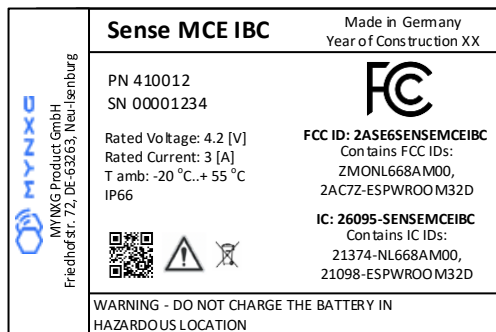 Sense MCE IBC
Made in Germany
Year of Construction XX
MYNXG
MYNXG Product GmbH
Friedhofstr. 72, DE-63263, Neu-Isenburg
PN 410012
SN 00001234
Rated Voltage: 4.2 [V]
Rated Current: 3 [A]
T amb: -20 °C..+ 55 °C
IP66
FC
FCC ID: 2ASE6SENSEMCEIBC
Contains FCC IDs:
ZMONL668AM00,
2AC7Z-ESPWROOM32D
IC: 26095-SENSEMCEIBC
Contains IC IDs:
21374-NL668AM00,
21098-ESPWROOM32D
WARNING - DO NOT CHARGE THE BATTERY IN
HAZARDOUS LOCATION